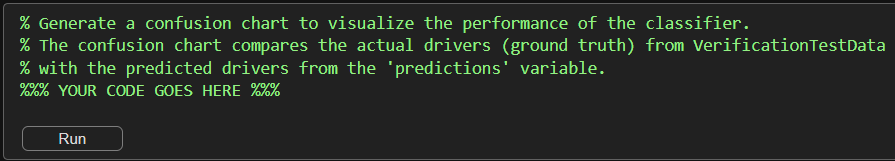 % Generate a confusion chart to visualize the performance of the classifier.
% The confusion chart compares the actual drivers (ground truth) from VerificationTestData
% with the predicted drivers from the 'predictions' variable.
%%% YOUR CODE GOES HERE %%%
Run